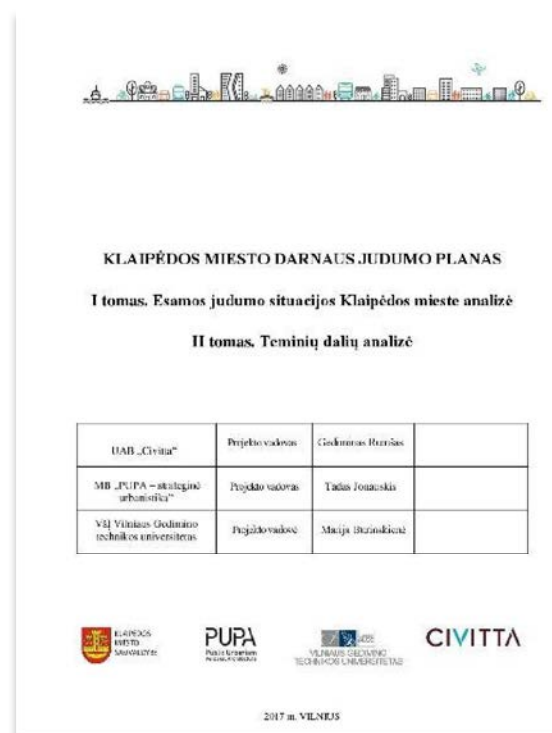 KLAIPĖDOS MIESTO DARNAUS JUDUMO PLANAS
I tomas. Esamos judumo situacijos Klaipėdos mieste analizė
II tomas. Teminių dalių analizė
UAB „Civitta“ Projekto vadovas Gediminas
MB „PUPA – strateginė urbanistika“ Projekto vadovas Tadas Jonauskis
VšĮ Vilniaus Gedimino technikos universitetas Projekto vadovė Marija Burinskienė
KLAIPĖDOS
MIESTO
SAVIVALDYBĖ
PUPA
VILNIAUS GEDIMINO
TECHNIKOS UNIVERSITETAS
CIVITTA
2017 m. VILNIUS